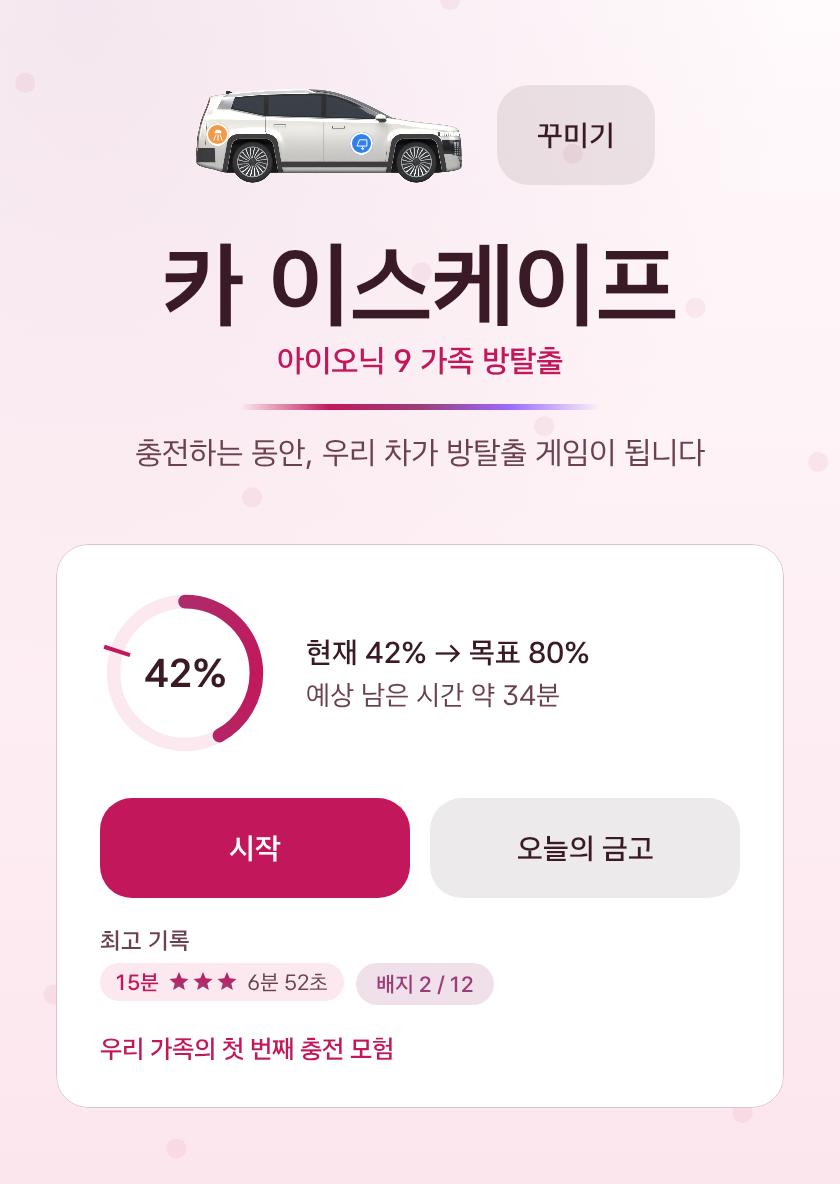 꾸미기
카 이스케이프
아이오닉 9 가족 방탈출
충전하는 동안, 우리 차가 방탈출 게임이 됩니다
42%
현재 42% → 목표 80%
예상 남은 시간 약 34분
시작
오늘의 금고
최고 기록
15분 ★★★ 6분 52초
배지 2 / 12
우리 가족의 첫 번째 충전 모험